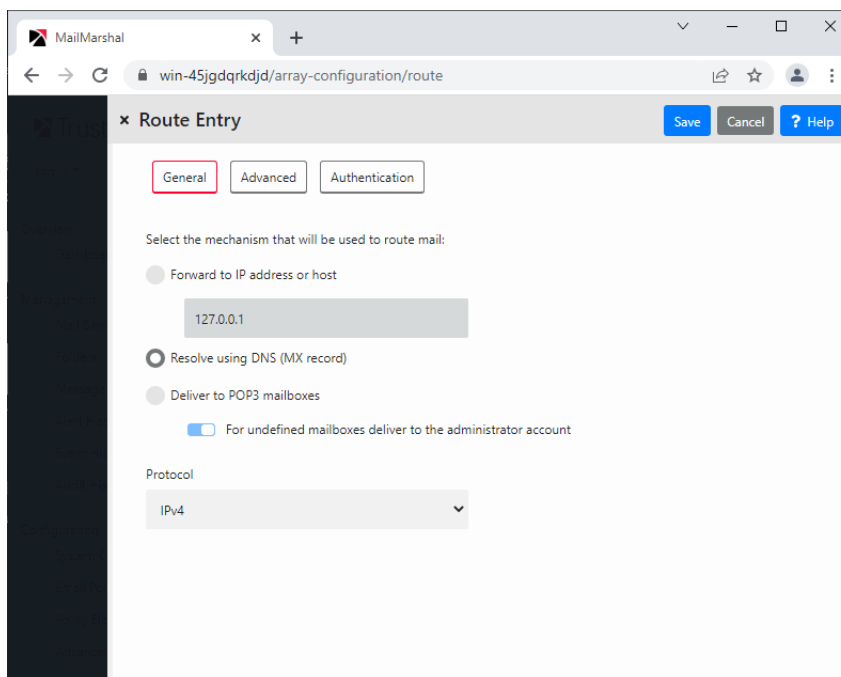 MailMarshal
win-45jgdqrkdjd/array-configuration/route
Trust
Route Entry
Save
Cancel
? Help
General
Advanced
Authentication
Select the mechanism that will be used to route mail:
Forward to IP address or host
127.0.0.1
Resolve using DNS (MX record)
Deliver to POP3 mailboxes
For undefined mailboxes deliver to the administrator account
Protocol
IPv4